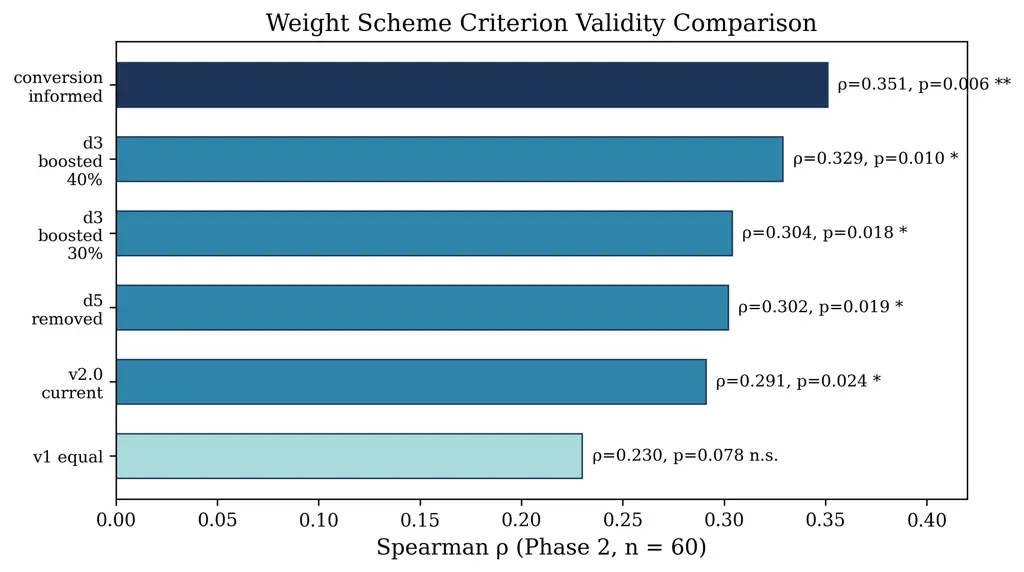 Weight Scheme Criterion Validity Comparison
conversion
informed
ρ=0.351, p=0.006 **
d3
boosted
40%
ρ=0.329, p=0.010 *
d3
boosted
30%
ρ=0.304, p=0.018 *
d5
removed
ρ=0.302, p=0.019 *
v2.0
current
ρ=0.291, p=0.024 *
v1 equal
ρ=0.230, p=0.078 n.s.
0.00 0.05 0.10 0.15 0.20 0.25 0.30 0.35 0.40
Spearman ρ (Phase 2, n = 60)